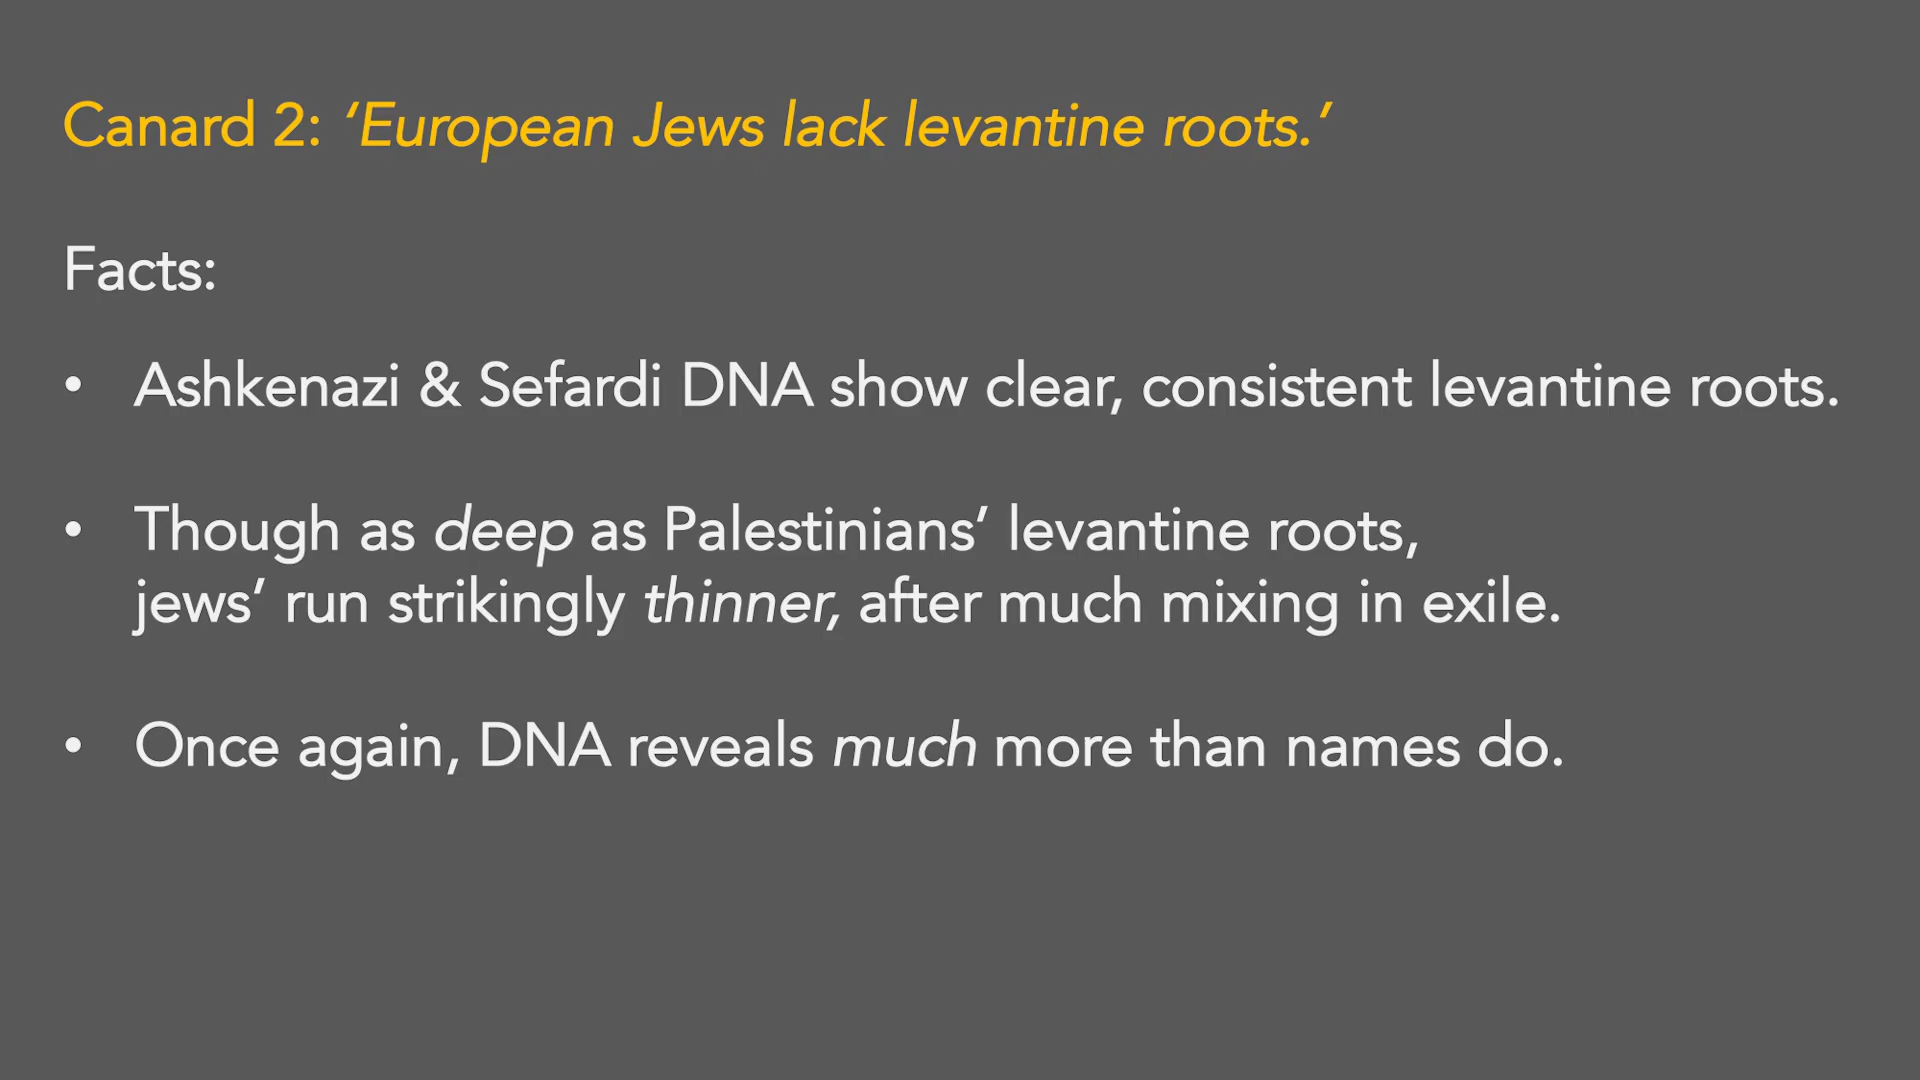 Canard 2: ‘European Jews lack levantine roots.’
Facts:
• Ashkenazi & Sefardi DNA show clear, consistent levantine roots.
• Though as deep as Palestinians’ levantine roots,
jews’ run strikingly thinner, after much mixing in exile.
• Once again, DNA reveals much more than names do.